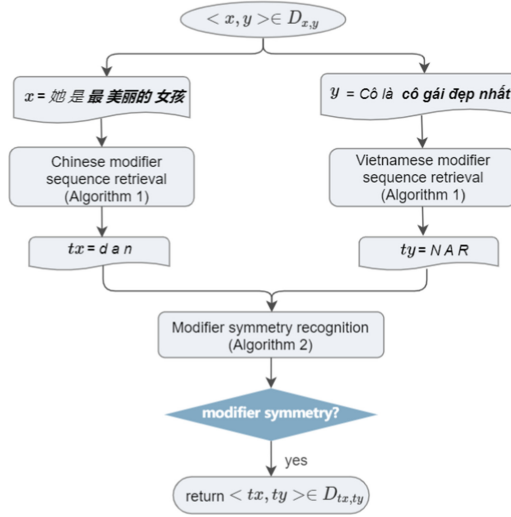 < x, y >∈ D_{x,y}
x = 她 是 最 美丽的 女孩
y = Cô là cô gái đẹp nhất
Chinese modifier
sequence retrieval
(Algorithm 1)
Vietnamese modifier
sequence retrieval
(Algorithm 1)
tx = d a n
ty = N A R
Modifier symmetry recognition
(Algorithm 2)
modifier symmetry?
yes
return < tx, ty >∈ D_{tx,ty}